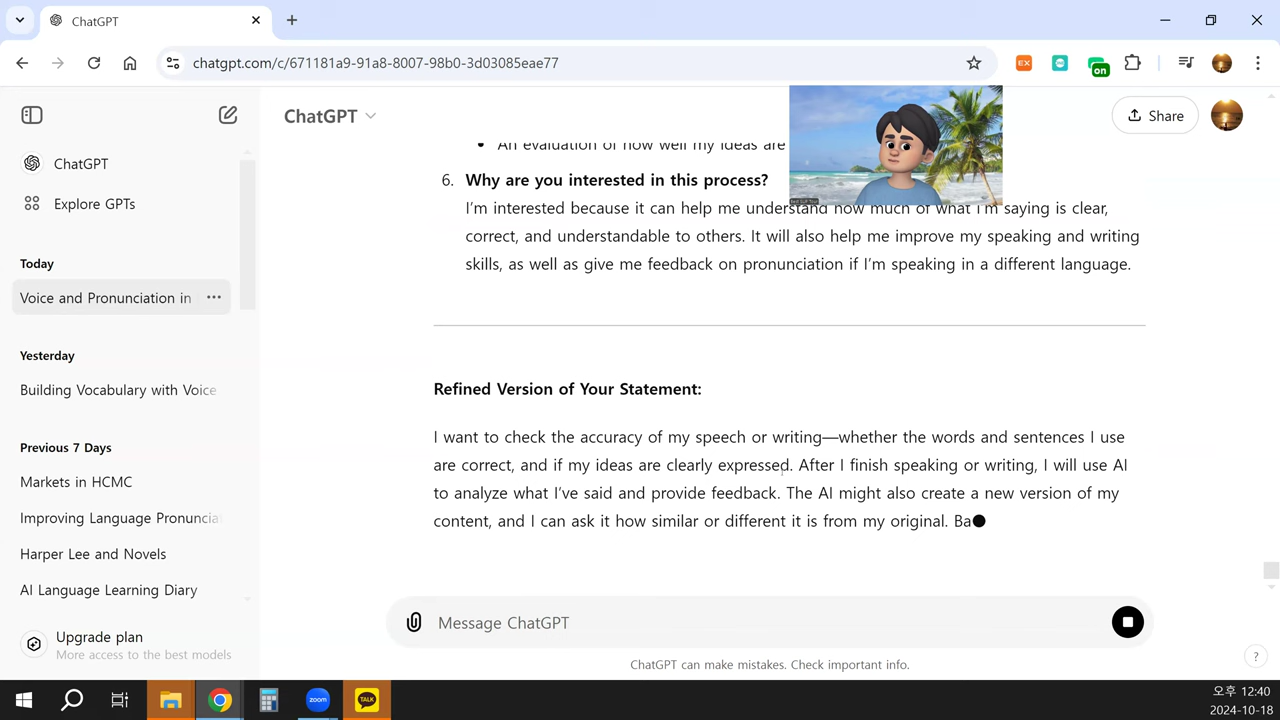 ChatGPT
chatgpt.com/c/671181a9-91a8-8007-98b0-3d03085eae77
EX
on
ChatGPT
Share
ChatGPT
Explore GPTs
Today
Voice and Pronunciation in
Yesterday
Building Vocabulary with Voice
Previous 7 Days
Markets in HCMC
Improving Language Pronuncia
Harper Lee and Novels
AI Language Learning Diary
Upgrade plan
More access to the best models
• An evaluation of how well my ideas are
6. Why are you interested in this process?
I'm interested because it can help me understand how much of what I'm saying is clear,
correct, and understandable to others. It will also help me improve my speaking and writing
skills, as well as give me feedback on pronunciation if I'm speaking in a different language.
Refined Version of Your Statement:
I want to check the accuracy of my speech or writing—whether the words and sentences I use
are correct, and if my ideas are clearly expressed. After I finish speaking or writing, I will use AI
to analyze what I've said and provide feedback. The AI might also create a new version of my
content, and I can ask it how similar or different it is from my original. Ba
Message ChatGPT
ChatGPT can make mistakes. Check important info.
?
zoom
TALK
오후 12:40
2024-10-18